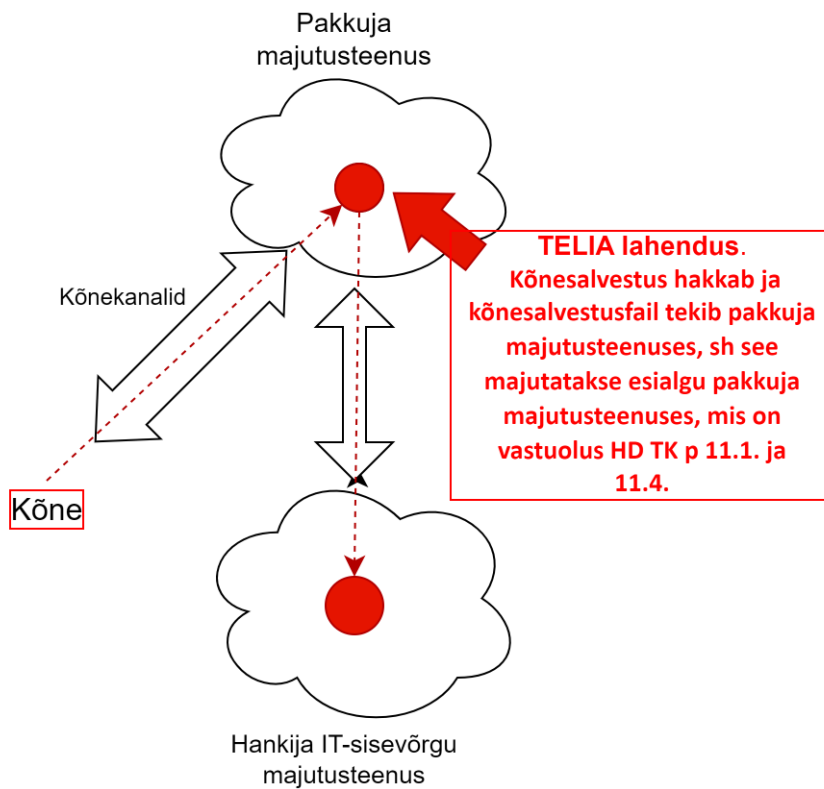 Pakkuja
majutusteenus
TELIA lahendus.
Kõnesalvestus hakkab ja
kõnesalvestusfail tekib pakkuja
majutusteenuses, sh see
majutatakse esialgu pakkuja
majutusteenuses, mis on
vastuolus HD TK p 11.1. ja
11.4.
Kõnekanalid
Kõne
Hankija IT-sisevõrgu
majutusteenus